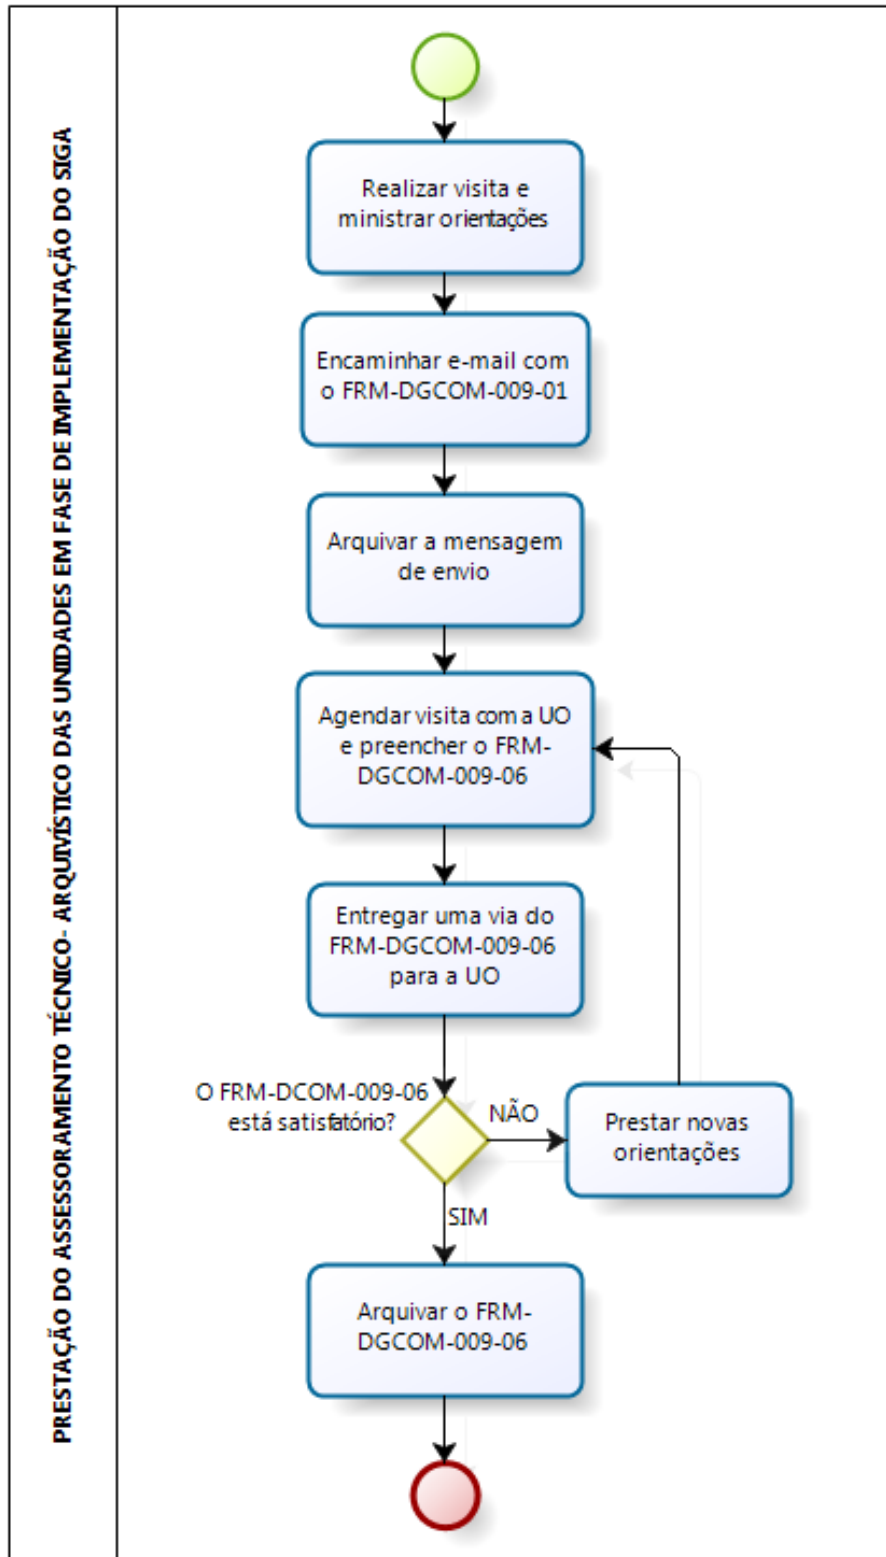 PRESTAÇÃO DO ASSESSORAMENTO TÉCNICO- ARQUIVÍSTICO DAS UNIDADES EM FASE DE IMPLEMENTAÇÃO DO SIGA
Realizar visita e
ministrar orientações
Encaminhar e-mail com
o FRM-DGCOM-009-01
Arquivar a mensagem
de envio
Agendar visita com a UO
e preencher o FRM-
DGCOM-009-06
Entregar uma via do
FRM-DGCOM-009-06
para a UO
O FRM-DCOM-009-06
está satisfatório?
NÃO
Prestar novas
orientações
SIM
Arquivar o FRM-
DGCOM-009-06